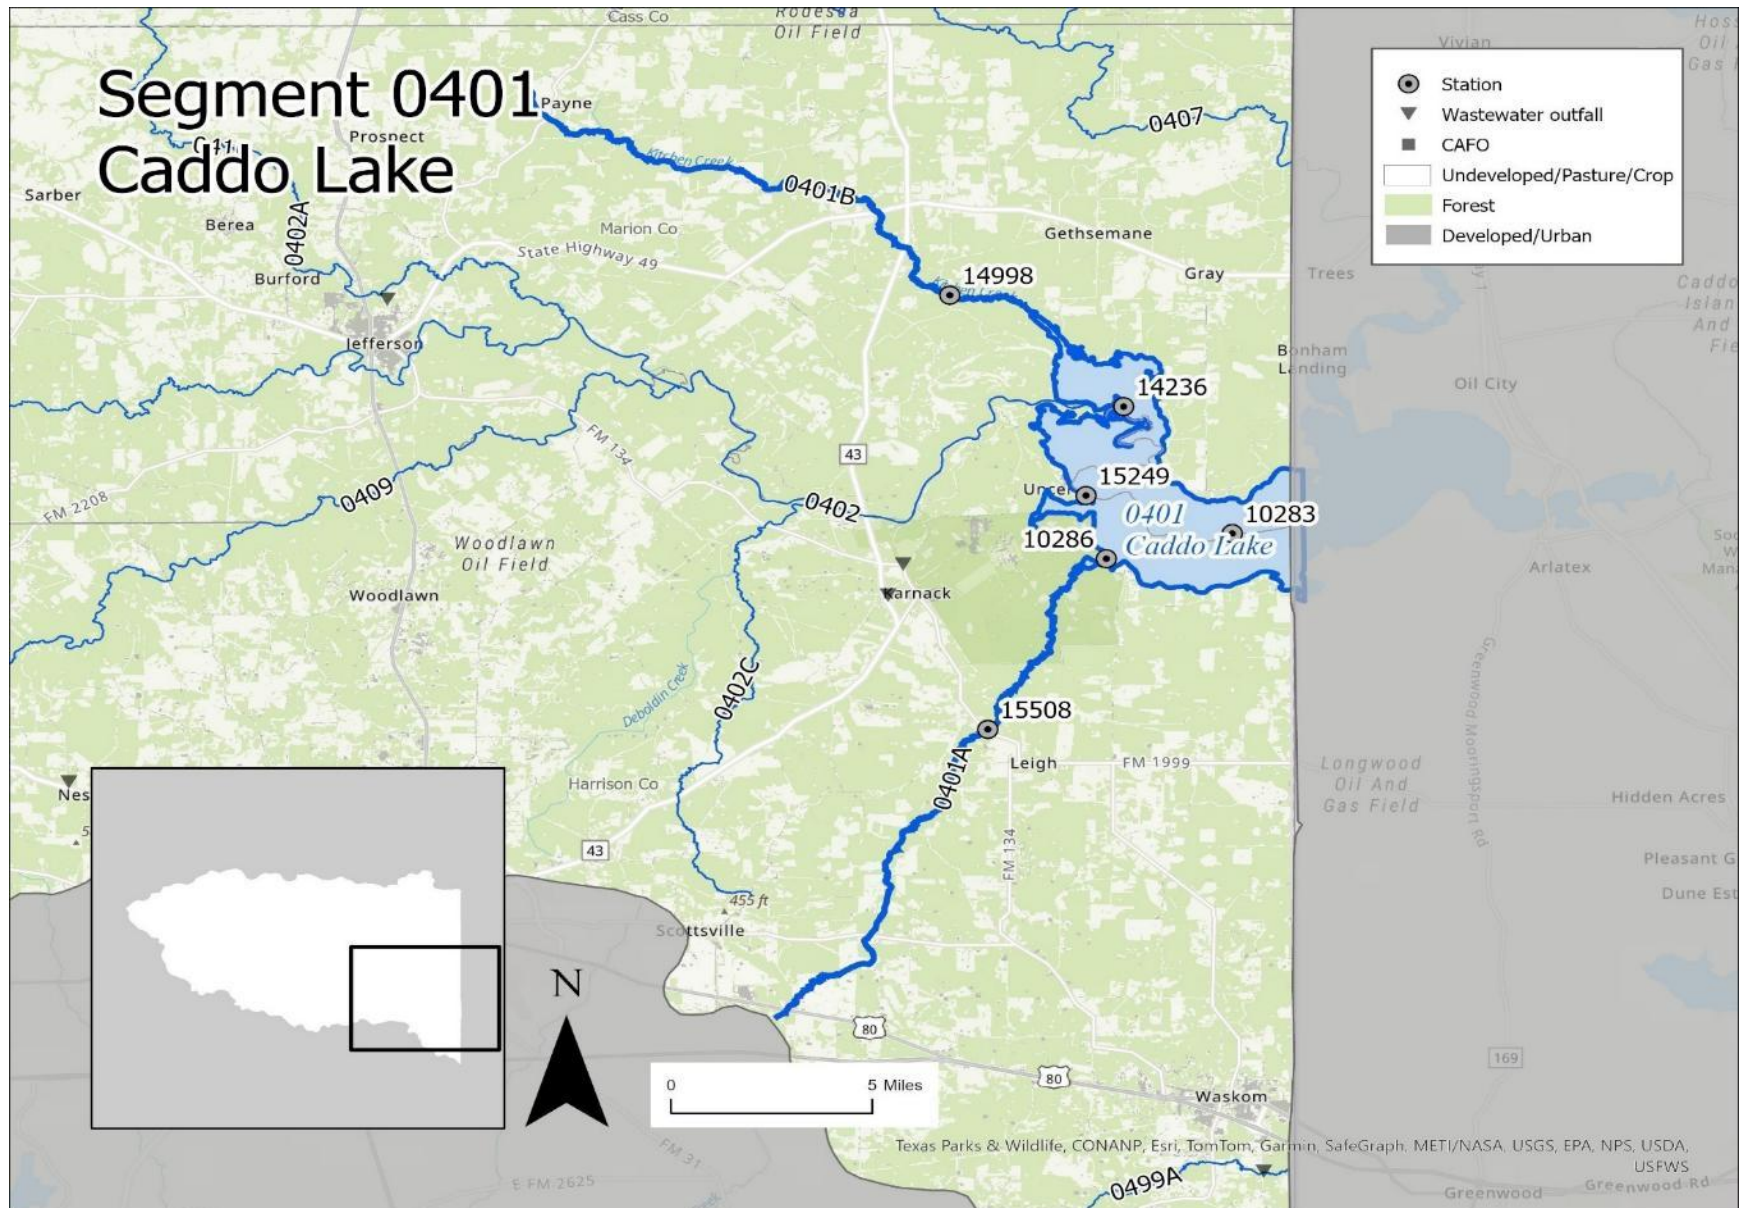 Segment 0401
Caddo Lake
Cass Co
Rodessa
Oil Field
Vivian
Station
Wastewater outfall
CAFO
Undeveloped/Pasture/Crop
Forest
Developed/Urban
Payne
Prospect
Kitchen Creek
0407
Sarber
Berea
0402A
0401B
Marion Co
State Highway 49
Gethsemane
Burford
Gray
Trees
14998
Jefferson
Bonham
Landing
Oil City
14236
FM 134
43
FM 2208
0409
0402
15249
10283
0401
Caddo Lake
10286
Woodlawn
Oil Field
Arlatex
Woodlawn
Karnack
Deboldin Creek
0402C
15508
0401A
Leigh
FM 1999
Greenwood Mooringsport Rd
Longwood
Oil And
Gas Field
Harrison Co
Hidden Acres
43
FM 134
Pleasant G
455 ft
Dune Est
Scottsville
N
80
0
5 Miles
80
169
Waskom
Texas Parks & Wildlife, CONANP, Esri, TomTom, Garmin, SafeGraph, METI/NASA, USGS, EPA, NPS, USDA,
USFWS
FM 31
E FM 2625
0499A
Greenwood
Greenwood Rd